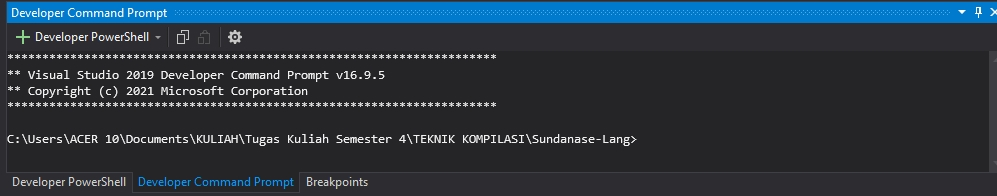 Developer Command Prompt
Developer PowerShell
**********************************************************************
** Visual Studio 2019 Developer Command Prompt v16.9.5
** Copyright (c) 2021 Microsoft Corporation
**********************************************************************
C:\Users\ACER 10\Documents\KULIAH\Tugas Kuliah Semester 4\TEKNIK KOMPILASI\Sundanase-Lang>
Developer PowerShell Developer Command Prompt Breakpoints